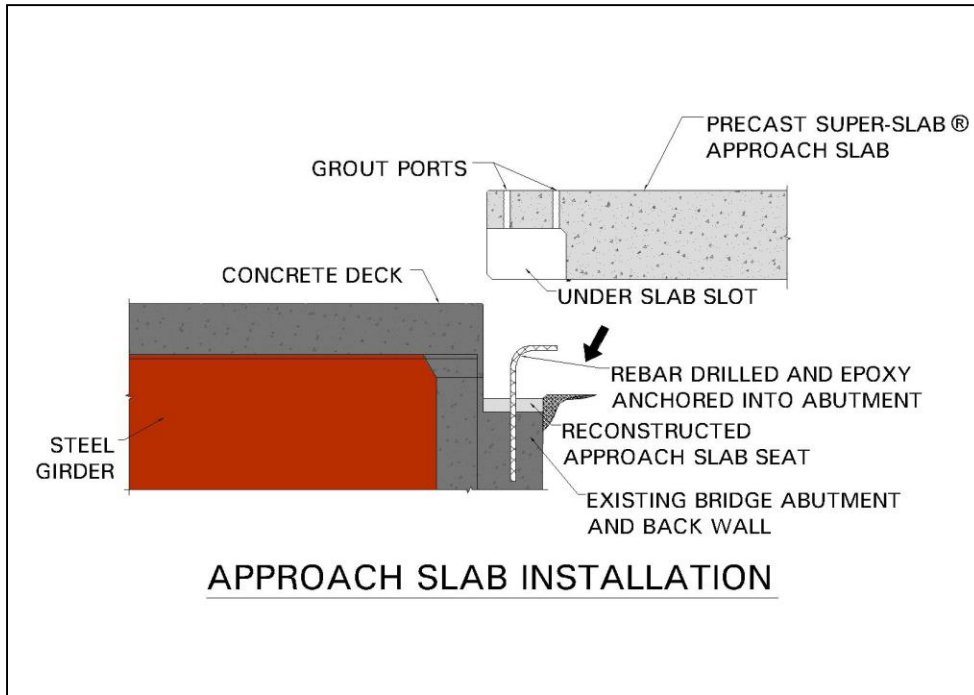 PRECAST SUPER-SLAB®
APPROACH SLAB
GROUT PORTS
CONCRETE DECK
UNDER SLAB SLOT
REBAR DRILLED AND EPOXY
ANCHORED INTO ABUTMENT
STEEL
GIRDER
RECONSTRUCTED
APPROACH SLAB SEAT
EXISTING BRIDGE ABUTMENT
AND BACK WALL
APPROACH SLAB INSTALLATION